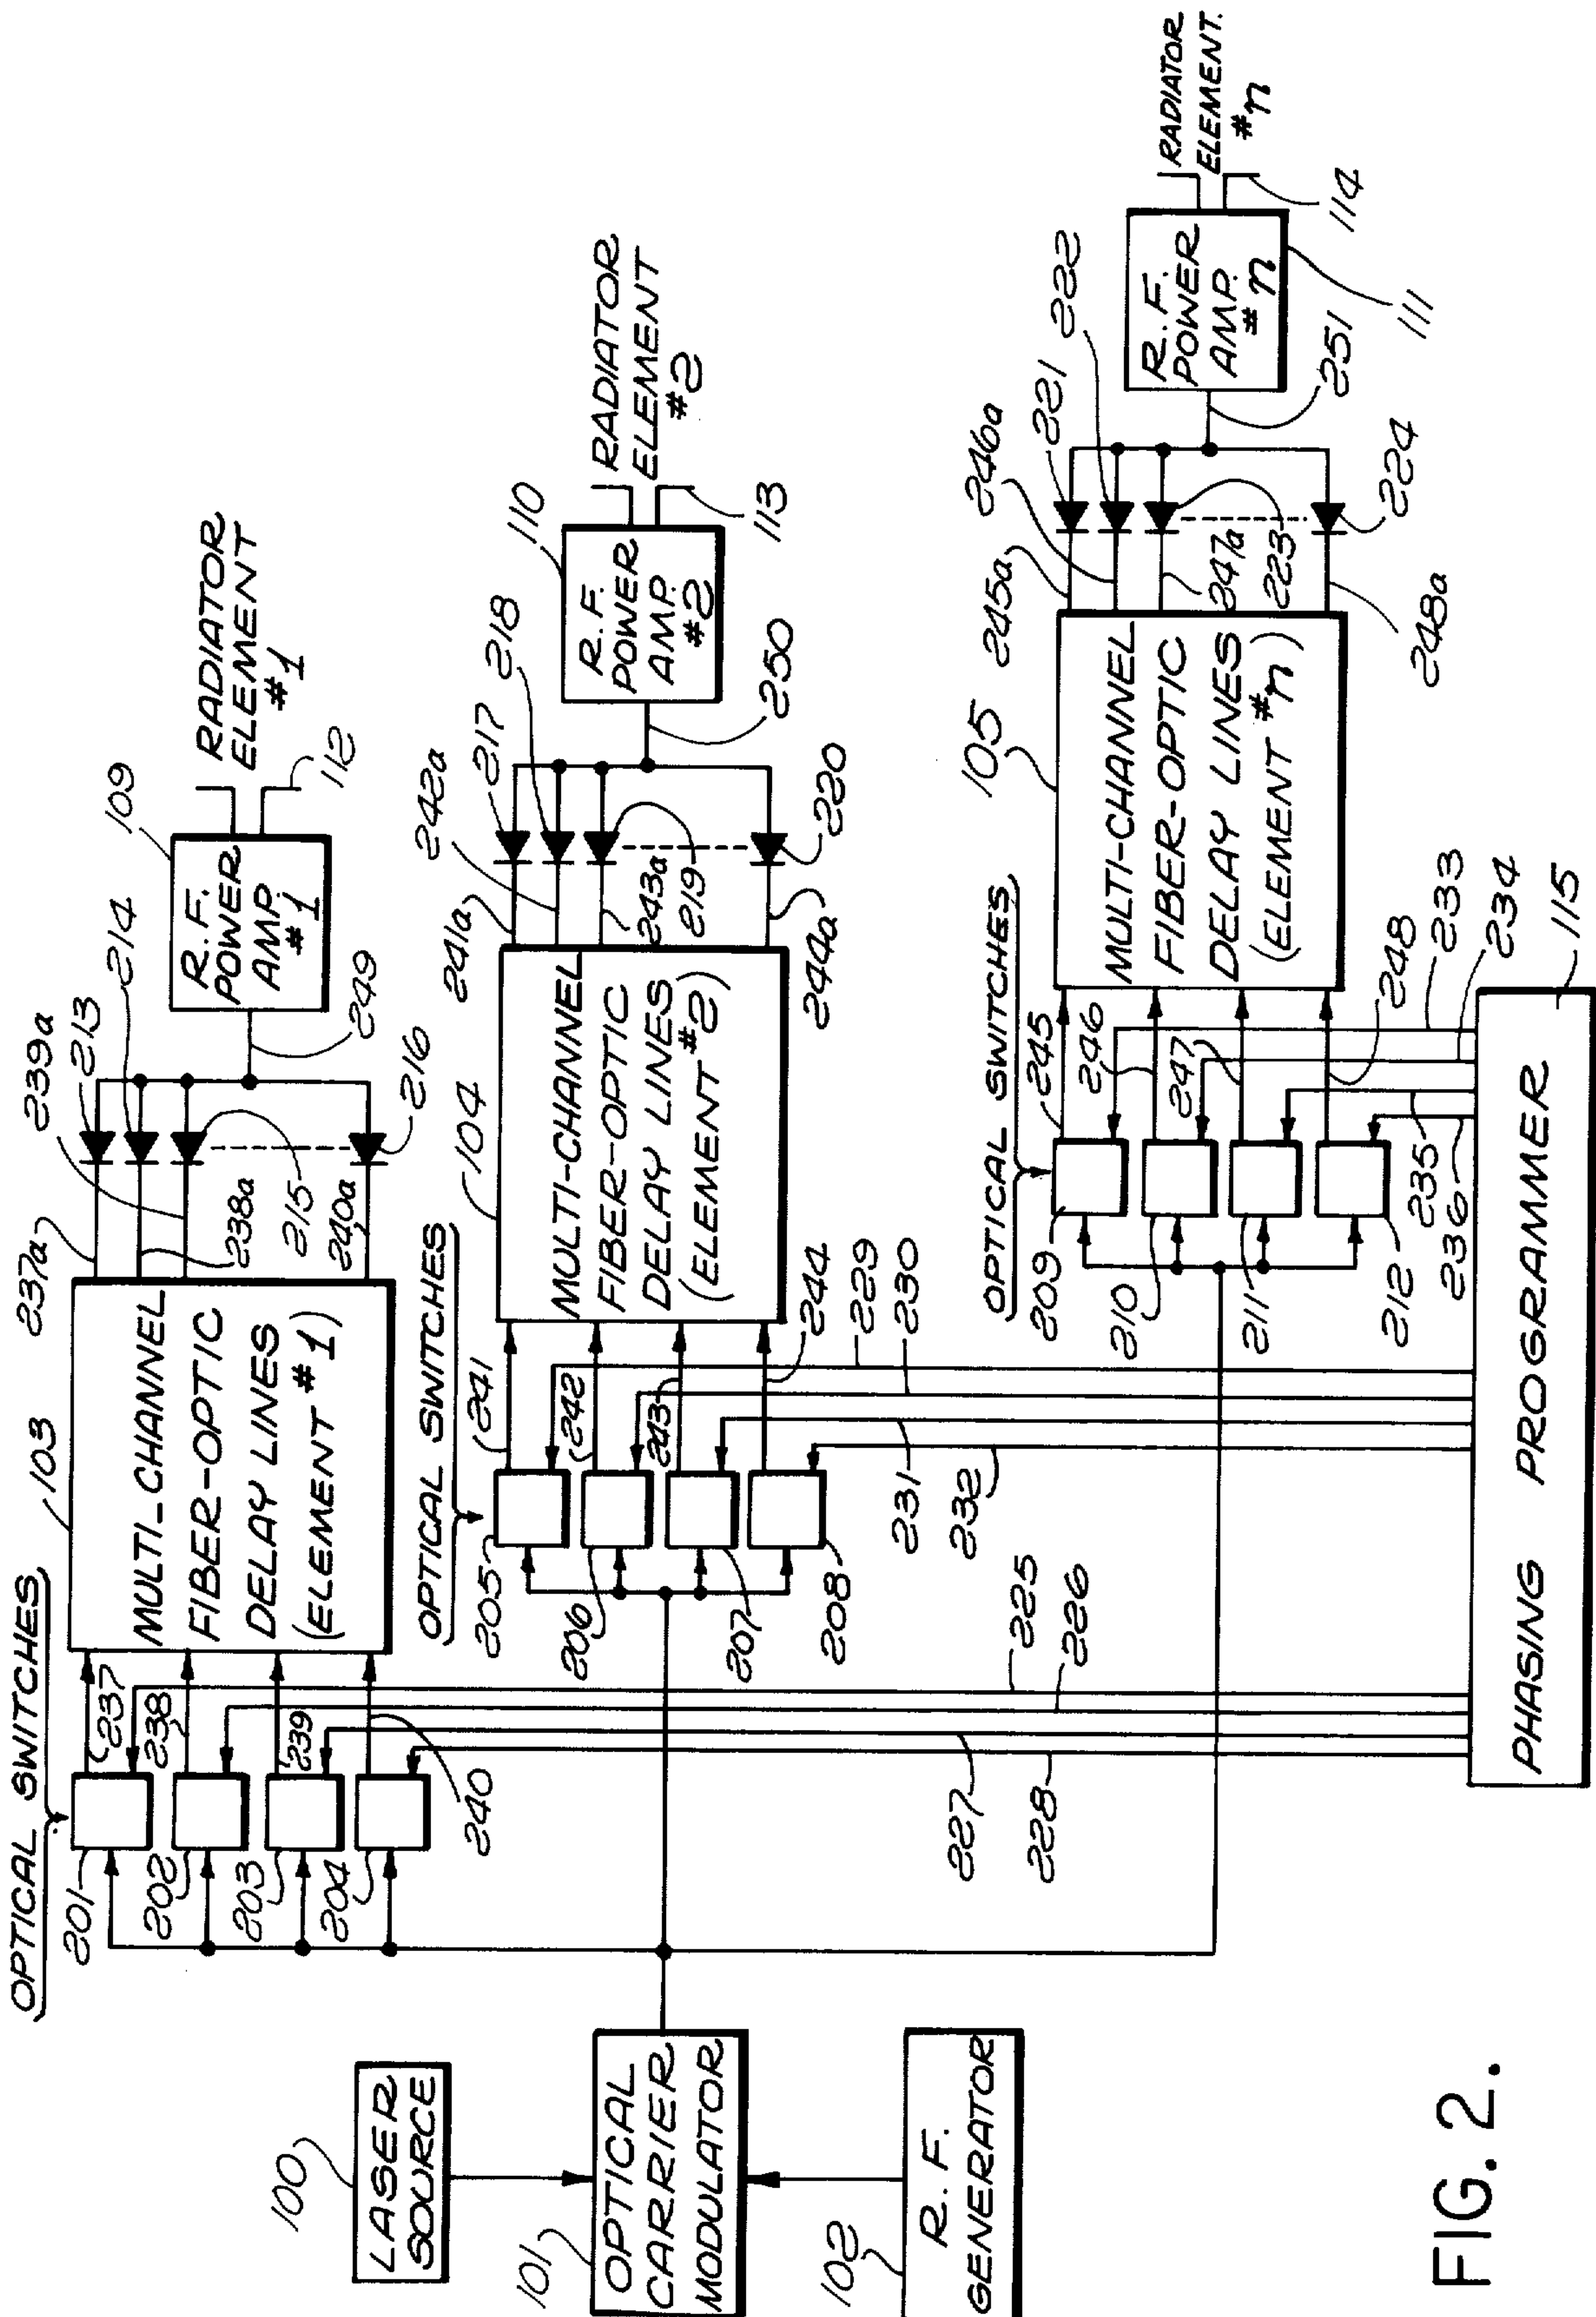 OPTICAL SWITCHES
201
202
203
204
237
238
239
240
103
MULTI-CHANNEL
FIBER-OPTIC
DELAY LINES
(ELEMENT #1)
237a
238a
239a
240a
213
214
215
216
249
109
R.F.
POWER
AMP.
#1
112
RADIATOR
ELEMENT
#1
100
LASER
SOURCE
101
OPTICAL
CARRIER
MODULATOR
102
R.F.
GENERATOR
OPTICAL SWITCHES
205
206
207
208
241
242
243
244
104
MULTI-CHANNEL
FIBER-OPTIC
DELAY LINES
(ELEMENT #2)
241a
242a
243a
244a
217
218
219
220
250
110
R.F.
POWER
AMP.
#2
113
RADIATOR
ELEMENT
#2
225
226
227
228
229
230
231
232
OPTICAL SWITCHES
209
210
211
212
245
246
247
248
105
MULTI-CHANNEL
FIBER-OPTIC
DELAY LINES
(ELEMENT #n)
245a
246a
247a
248a
221
222
223
224
251
R.F.
POWER
AMP.
#n
111
114
RADIATOR
ELEMENT.
#n
233
234
235
236
115
PHASING PROGRAMMER
FIG. 2.